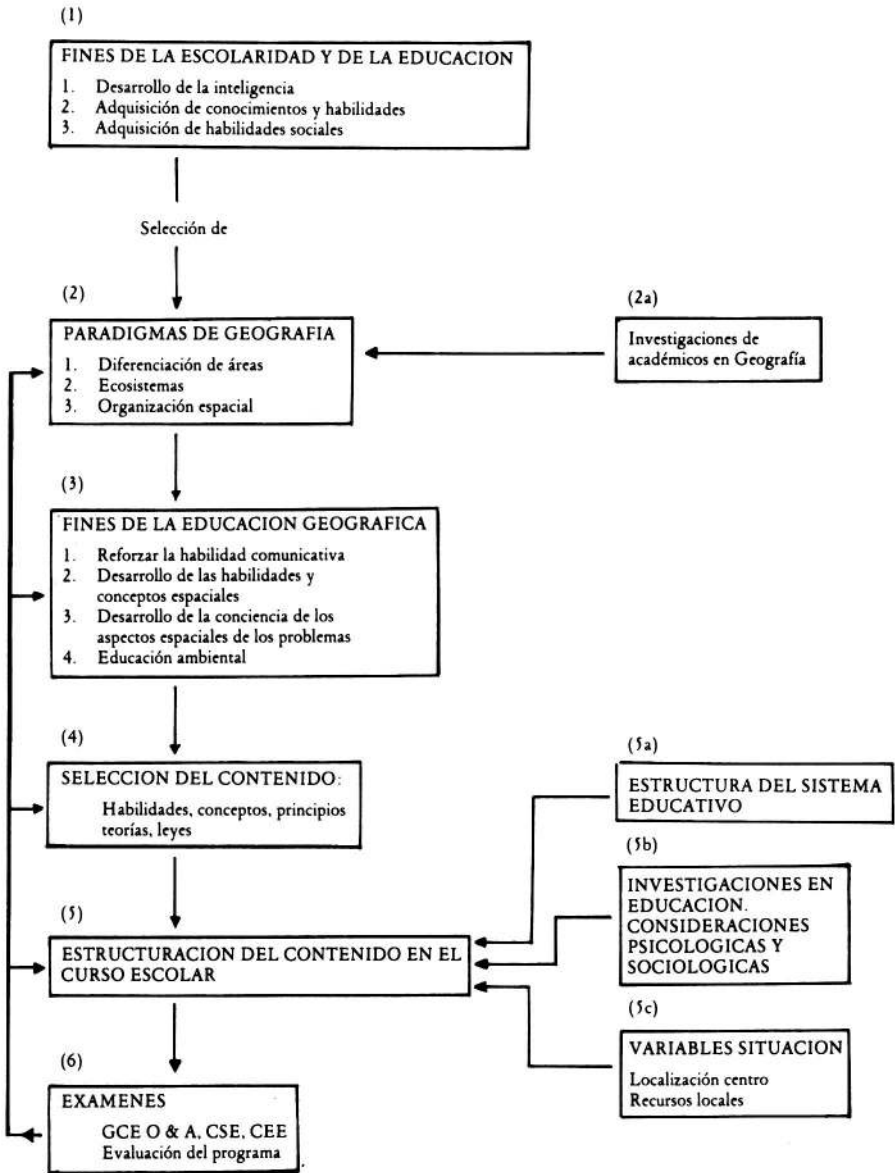 (1)
FINES DE LA ESCOLARIDAD Y DE LA EDUCACION
1. Desarrollo de la inteligencia
2. Adquisición de conocimientos y habilidades
3. Adquisición de habilidades sociales
Selección de
(2)
PARADIGMAS DE GEOGRAFIA
1. Diferenciación de áreas
2. Ecosistemas
3. Organización espacial
(2a)
Investigaciones de
académicos en Geografía
(3)
FINES DE LA EDUCACION GEOGRAFICA
1. Reforzar la habilidad comunicativa
2. Desarrollo de las habilidades y
conceptos espaciales
3. Desarrollo de la conciencia de los
aspectos espaciales de los problemas
4. Educación ambiental
(4)
SELECCION DEL CONTENIDO:
Habilidades, conceptos, principios
teorías, leyes
(5a)
ESTRUCTURA DEL SISTEMA
EDUCATIVO
(5b)
INVESTIGACIONES EN
EDUCACION.
CONSIDERACIONES
PSICOLOGICAS Y
SOCIOLOGICAS
(5)
ESTRUCTURACION DEL CONTENIDO EN EL
CURSO ESCOLAR
(5c)
VARIABLES SITUACION
Localización centro
Recursos locales
(6)
EXAMENES
GCE O & A, CSE, CEE
Evaluación del programa